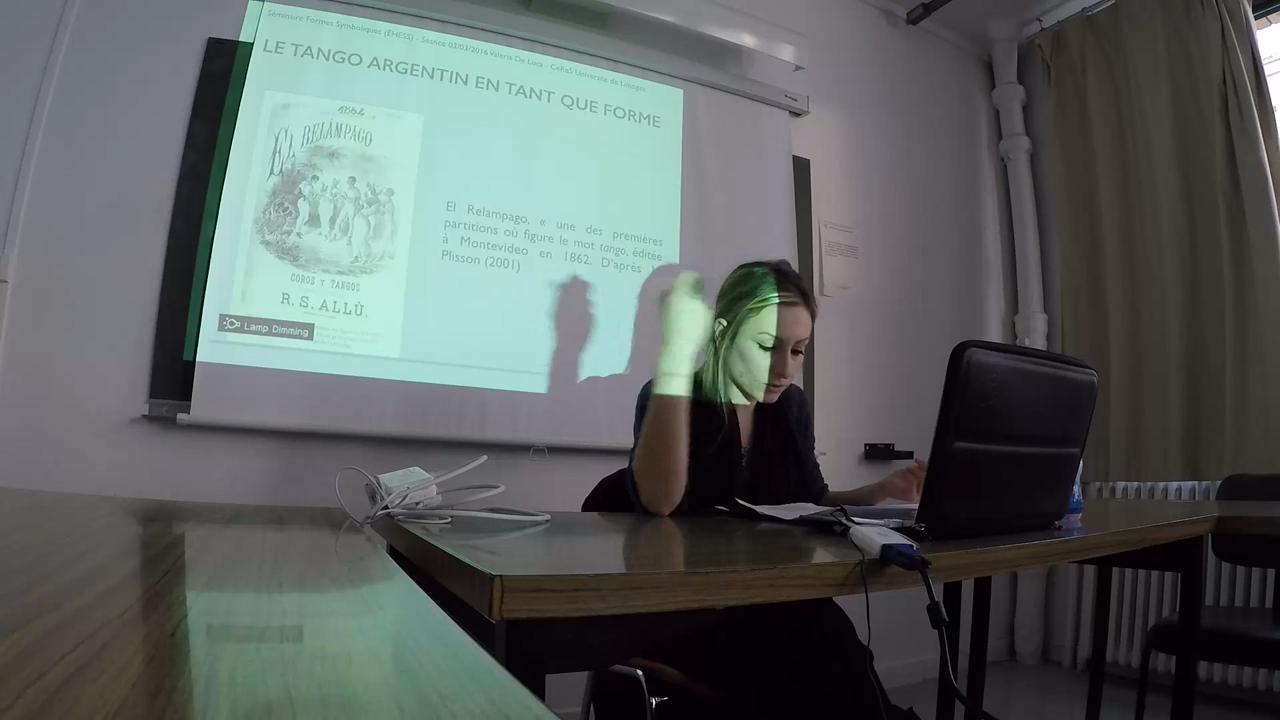 Séminaire Formes Symboliques (EHESS) - Séance 03/03/2016 Valeria De Luca - CeReS Université de Limoges
LE TANGO ARGENTIN EN TANT QUE FORME
1862
EL RELÁMPAGO
COROS Y TANGOS
R. S. ALLÙ.
El Relampago, « une des premières
partitions où figure le mot tango, éditée
à Montevideo en 1862. D'après
Plisson (2001)
Lamp Dimming